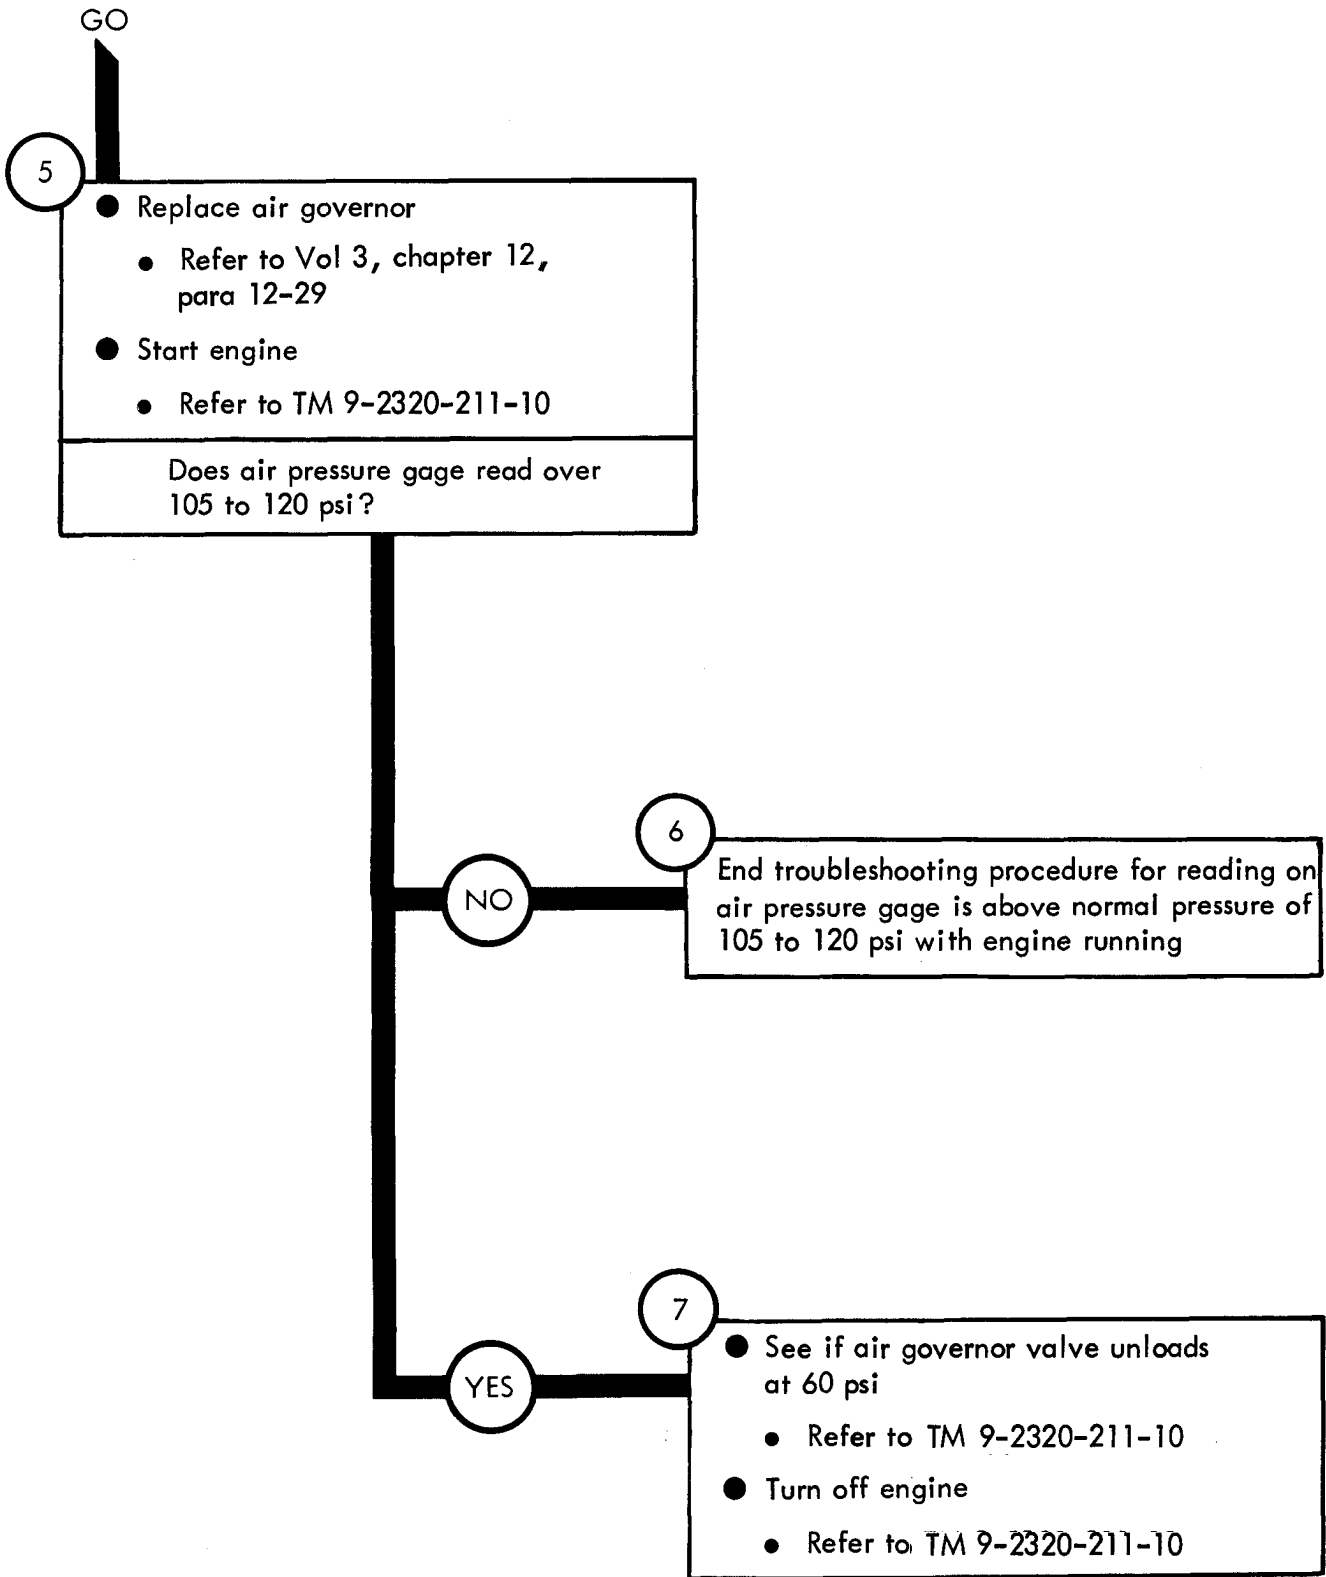 GO
5
● Replace air governor
● Refer to Vol 3, chapter 12,
para 12-29
● Start engine
● Refer to TM 9-2320-211-10
Does air pressure gage read over
105 to 120 psi?
NO
6
End troubleshooting procedure for reading on
air pressure gage is above normal pressure of
105 to 120 psi with engine running
YES
7
● See if air governor valve unloads
at 60 psi
● Refer to TM 9-2320-211-10
● Turn off engine
● Refer to TM 9-2320-211-10